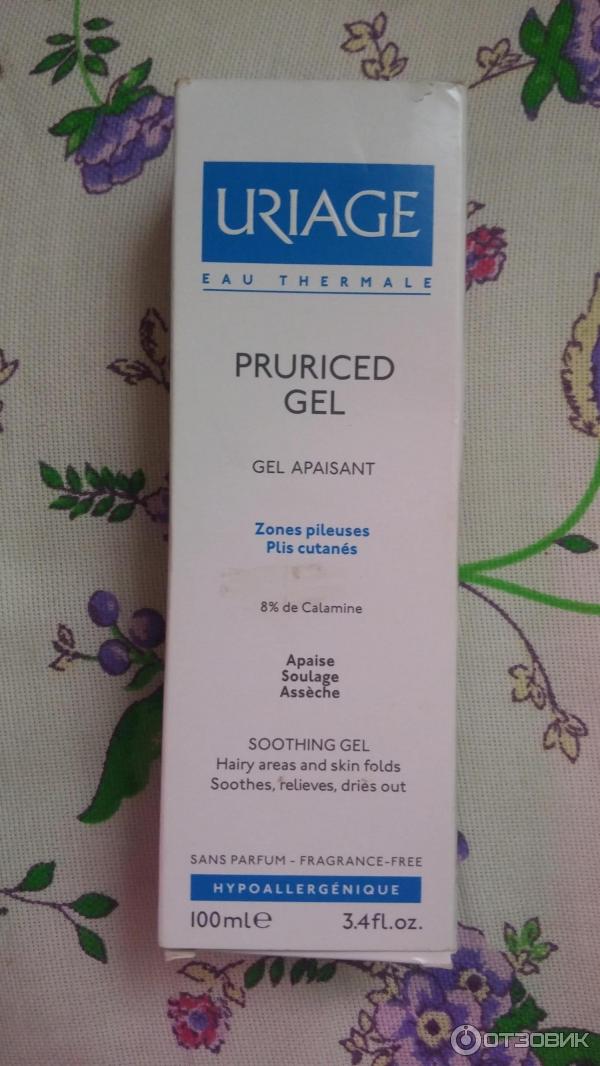 URIAGE
EAU THERMALE
PRURICED
GEL
GEL APAISANT
Zones pileuses
Plis cutanés
8% de Calamine
Apaise
Soulage
Assèche
SOOTHING GEL
Hairy areas and skin folds
Soothes, relieves, dries out
SANS PARFUM - FRAGRANCE-FREE
HYPOALLERGÉNIQUE
100ml℮ 3.4fl.oz.
ОТЗОВИК